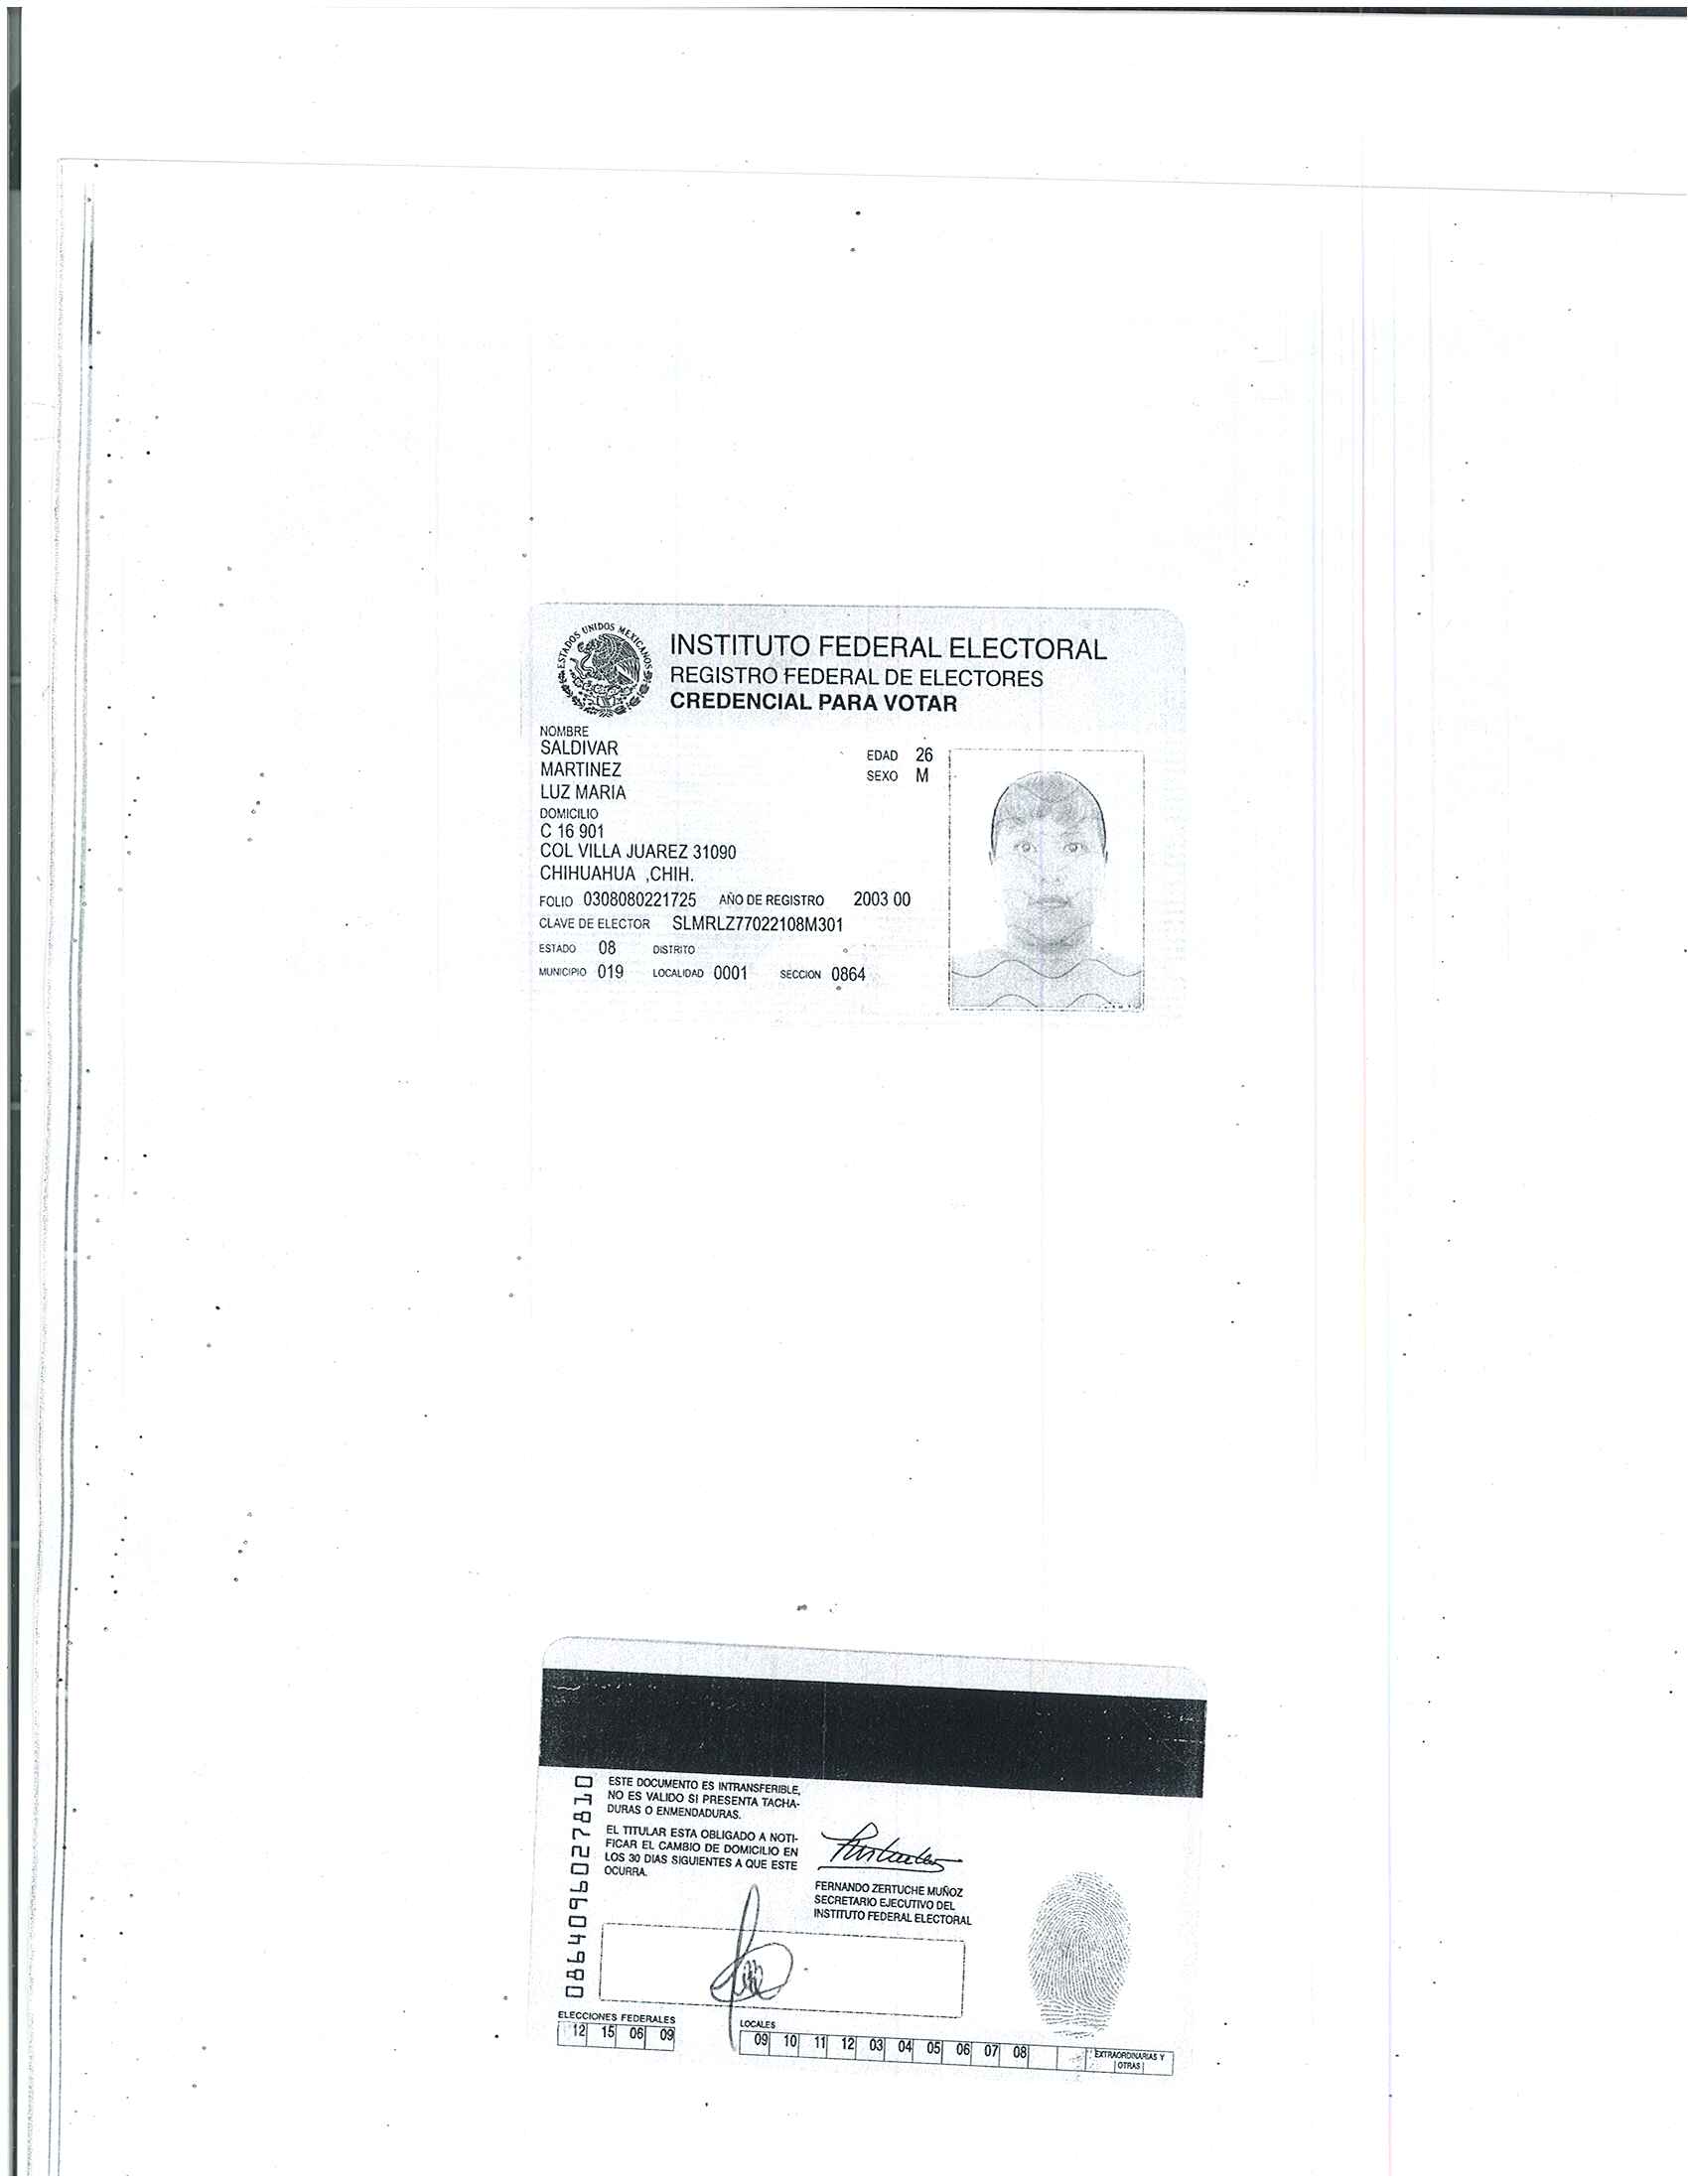 ESTADOS UNIDOS MEXICANOS
INSTITUTO FEDERAL ELECTORAL
REGISTRO FEDERAL DE ELECTORES
CREDENCIAL PARA VOTAR
NOMBRE
SALDIVAR
MARTINEZ
LUZ MARIA
EDAD 26
SEXO M
DOMICILIO
C 16 901
COL VILLA JUAREZ 31090
CHIHUAHUA ,CHIH.
FOLIO 0308080221725 AÑO DE REGISTRO 2003 00
CLAVE DE ELECTOR SLMRLZ77022108M301
ESTADO 08 DISTRITO
MUNICIPIO 019 LOCALIDAD 0001 SECCION 0864
0864096027810
ESTE DOCUMENTO ES INTRANSFERIBLE,
NO ES VALIDO SI PRESENTA TACHA-
DURAS O ENMENDADURAS.
EL TITULAR ESTA OBLIGADO A NOTI-
FICAR EL CAMBIO DE DOMICILIO EN
LOS 30 DIAS SIGUIENTES A QUE ESTE
OCURRA.
FERNANDO ZERTUCHE MUÑOZ
SECRETARIO EJECUTIVO DEL
INSTITUTO FEDERAL ELECTORAL
ELECCIONES FEDERALES
12 15 06 09
LOCALES
09 10 11 12 03 04 05 06 07 08
EXTRAORDINARIAS Y
OTRAS